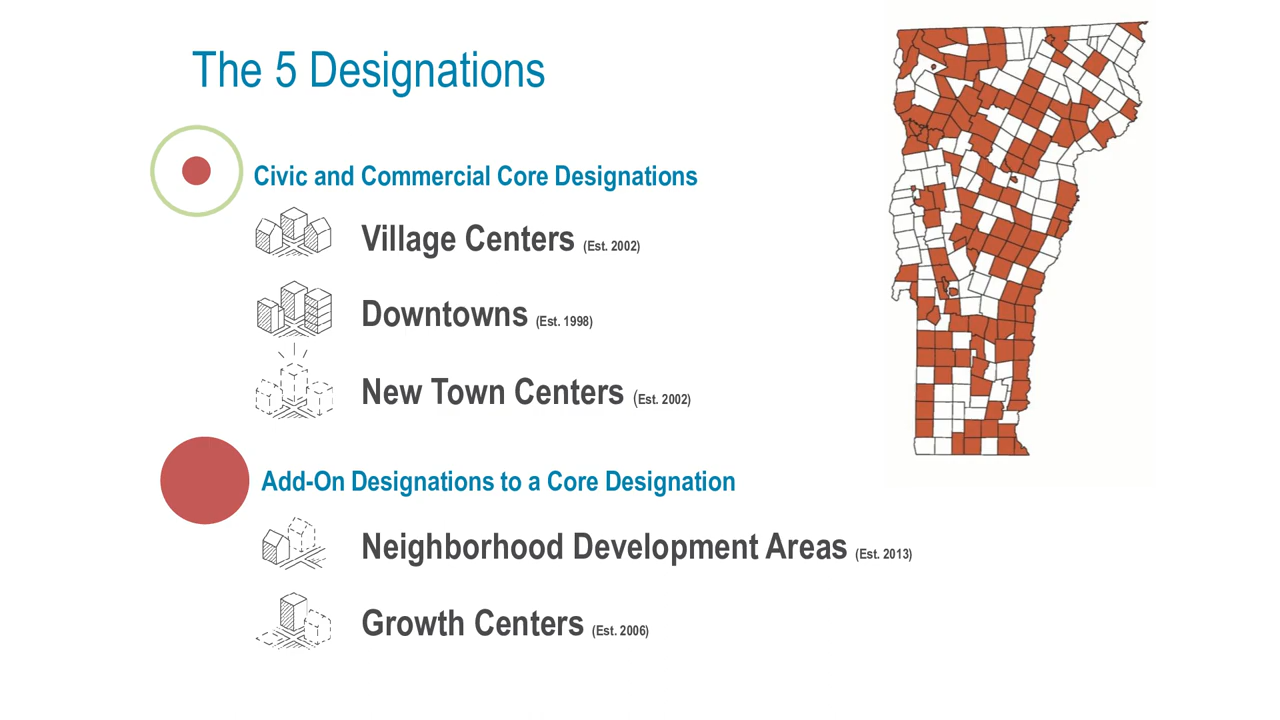 The 5 Designations
Civic and Commercial Core Designations
Village Centers (Est. 2002)
Downtowns (Est. 1998)
New Town Centers (Est. 2002)
Add-On Designations to a Core Designation
Neighborhood Development Areas (Est. 2013)
Growth Centers (Est. 2006)